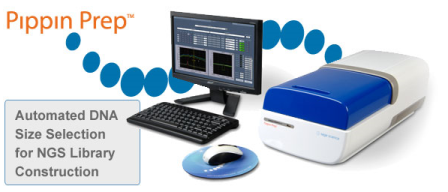 Pippin Prep™
Automated DNA
Size Selection
for NGS Library
Construction